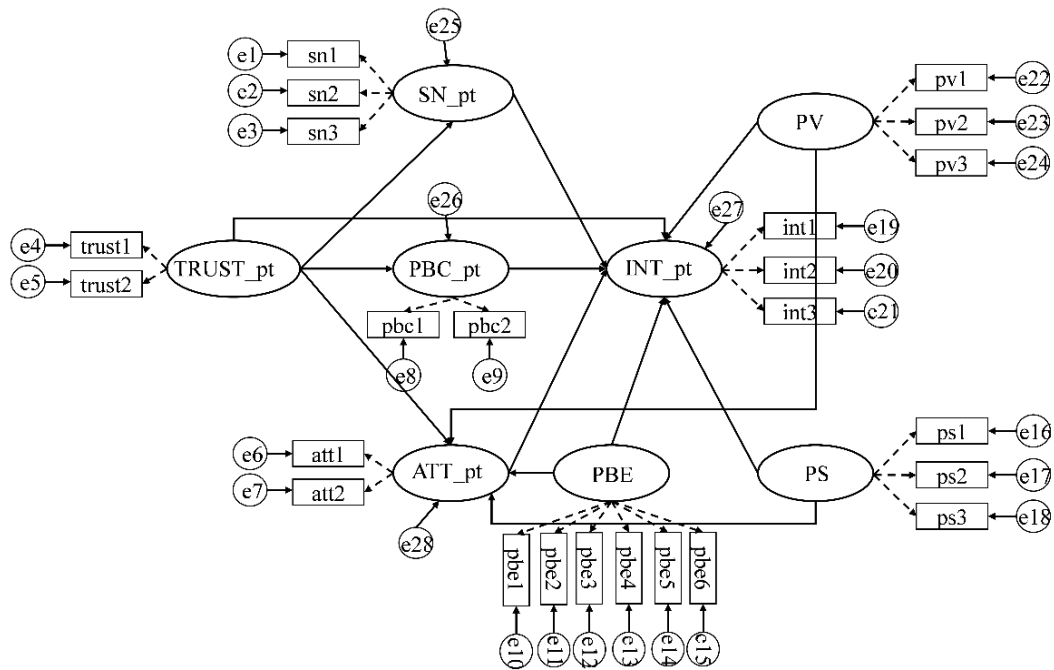 e25
e1 sn1
c2 sn2
e3 sn3
SN_pt
PV
pv1 e22
pv2 e23
pv3 e24
e26
e27
int1 e19
int2 e20
int3 c21
e4 trust1
e5 trust2
TRUST_pt
PBC_pt
INT_pt
pbc1 pbc2
e8 e9
e6 att1
e7 att2
ATT_pt
PBE
PS
ps1 e16
ps2 e17
ps3 e18
e28
pbe1 pbe2 pbe3 pbe4 pbe5 pbe6
e10 e11 e12 e13 e14 c15